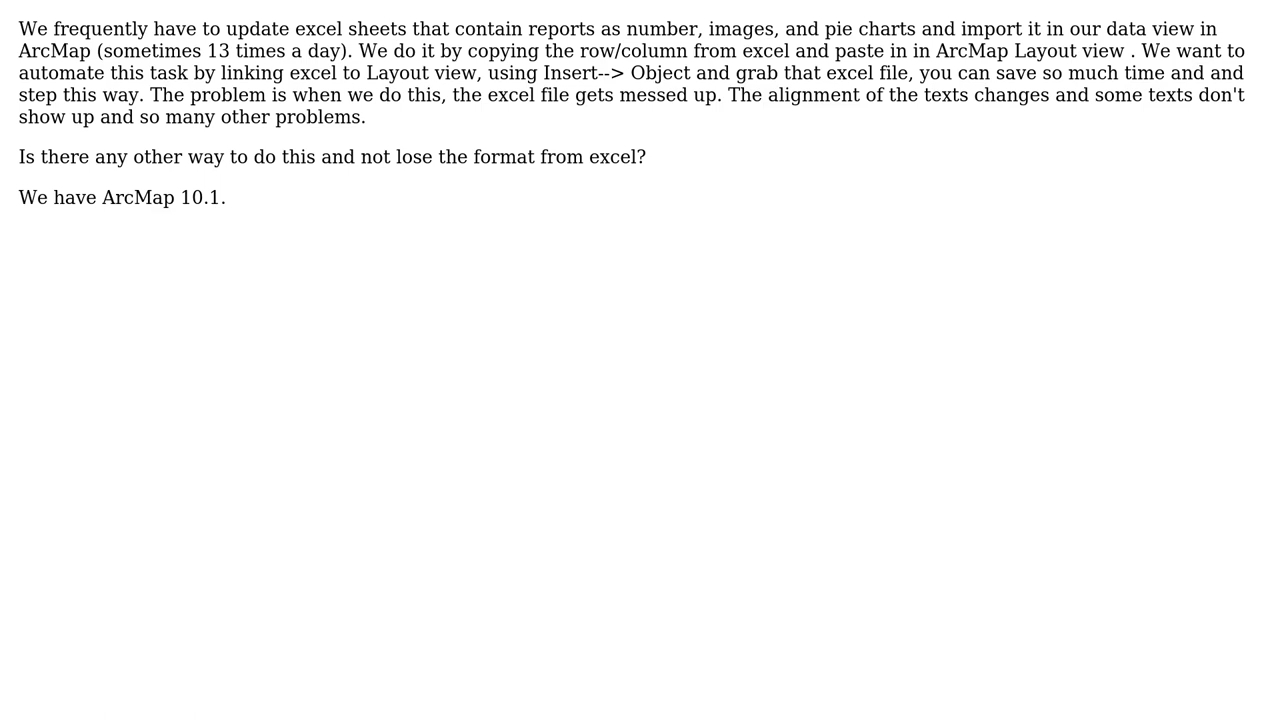 We frequently have to update excel sheets that contain reports as number, images, and pie charts and import it in our data view in
ArcMap (sometimes 13 times a day). We do it by copying the row/column from excel and paste in in ArcMap Layout view . We want to
automate this task by linking excel to Layout view, using Insert--> Object and grab that excel file, you can save so much time and and
step this way. The problem is when we do this, the excel file gets messed up. The alignment of the texts changes and some texts don't
show up and so many other problems.
Is there any other way to do this and not lose the format from excel?
We have ArcMap 10.1.